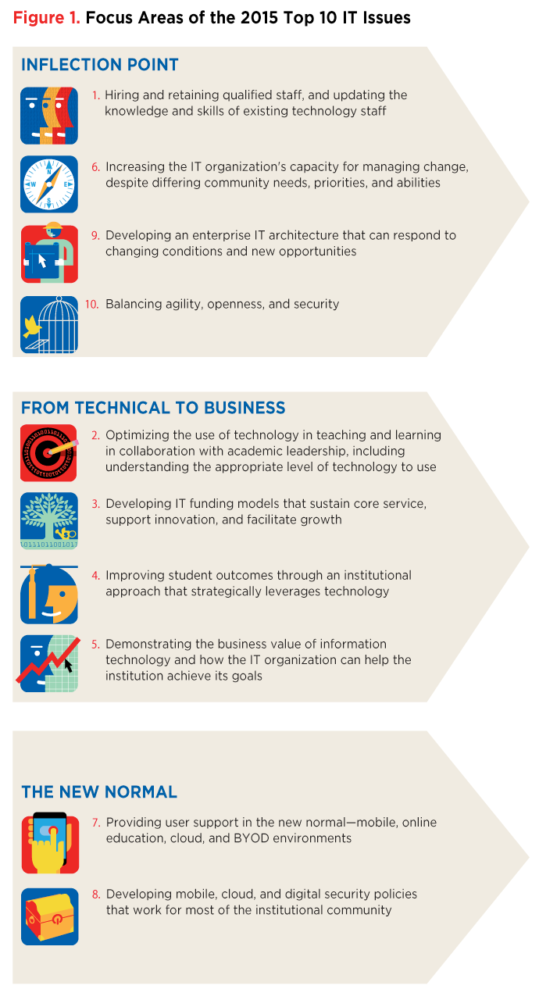 Figure 1. Focus Areas of the 2015 Top 10 IT Issues
INFLECTION POINT
1. Hiring and retaining qualified staff, and updating the
knowledge and skills of existing technology staff
N
W E
S
6. Increasing the IT organization's capacity for managing change,
despite differing community needs, priorities, and abilities
9. Developing an enterprise IT architecture that can respond to
changing conditions and new opportunities
10. Balancing agility, openness, and security
FROM TECHNICAL TO BUSINESS
2. Optimizing the use of technology in teaching and learning
in collaboration with academic leadership, including
understanding the appropriate level of technology to use
3. Developing IT funding models that sustain core service,
support innovation, and facilitate growth
4. Improving student outcomes through an institutional
approach that strategically leverages technology
5. Demonstrating the business value of information
technology and how the IT organization can help the
institution achieve its goals
THE NEW NORMAL
7. Providing user support in the new normal—mobile, online
education, cloud, and BYOD environments
8. Developing mobile, cloud, and digital security policies
that work for most of the institutional community